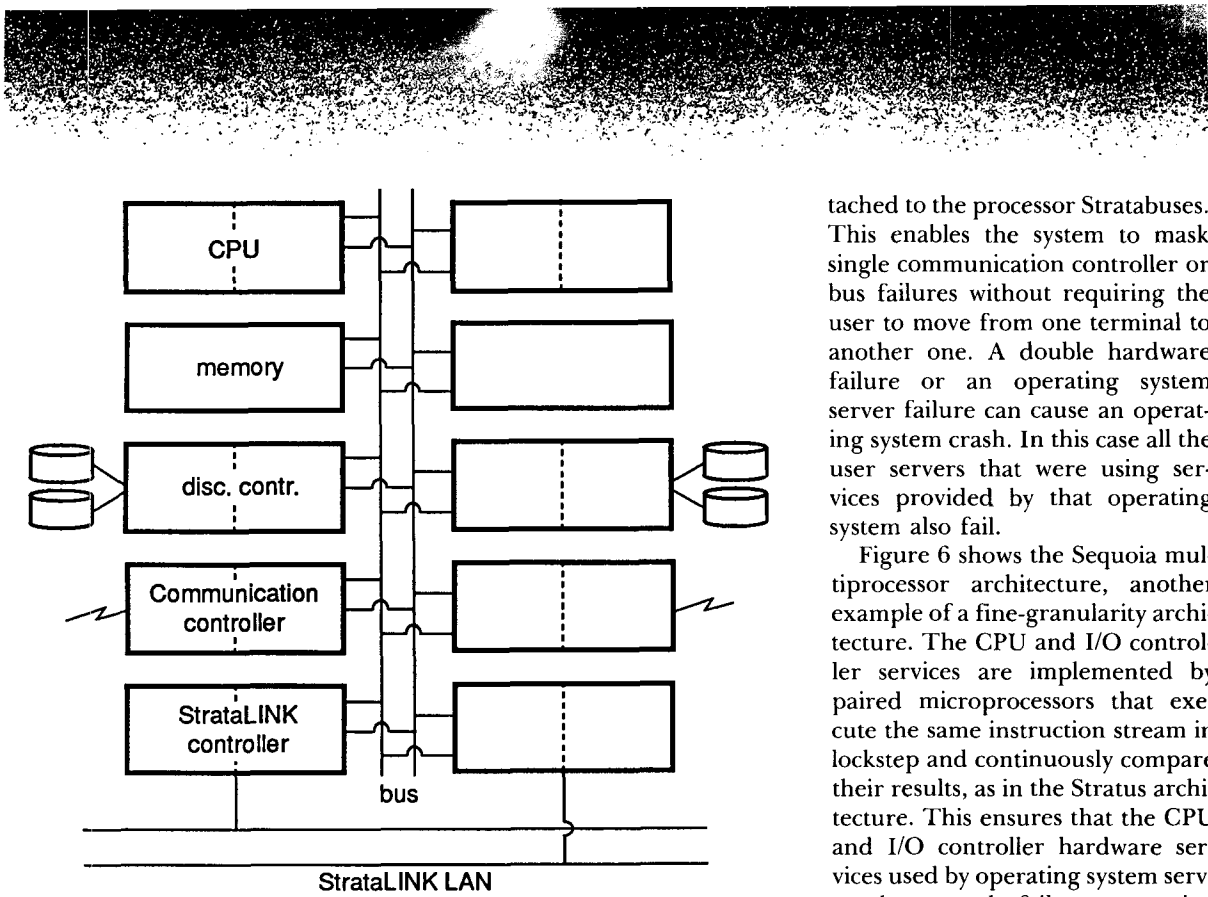 CPU
memory
disc. contr.
Communication
controller
StrataLINK
controller
bus
StrataLINK LAN
tached to the processor Stratabuses.
This enables the system to mask
single communication controller or
bus failures without requiring the
user to move from one terminal to
another one. A double hardware
failure or an operating system
server failure can cause an operat-
ing system crash. In this case all the
user servers that were using ser-
vices provided by that operating
system also fail.
Figure 6 shows the Sequoia mul-
tiprocessor architecture, another
example of a fine-granularity archi-
tecture. The CPU and I/O control-
ler services are implemented by
paired microprocessors that exe-
cute the same instruction stream in
lockstep and continuously compare
their results, as in the Stratus archi-
tecture. This ensures that the CPU
and I/O controller hardware ser-
vices used by operating system serv-